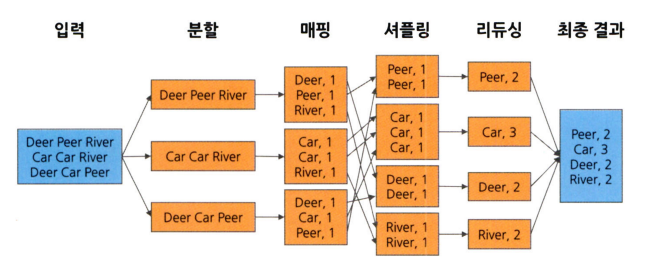 입력
분할
매핑
셔플링
리듀싱
최종 결과
Deer Peer River
Car Car River
Deer Car Peer
Deer Peer River
Car Car River
Deer Car Peer
Deer, 1
Peer, 1
River, 1
Car, 1
Car, 1
River, 1
Deer, 1
Car, 1
Peer, 1
Peer, 1
Peer, 1
Car, 1
Car, 1
Car, 1
Deer, 1
Deer, 1
River, 1
River, 1
Peer, 2
Car, 3
Deer, 2
River, 2
Peer, 2
Car, 3
Deer, 2
River, 2